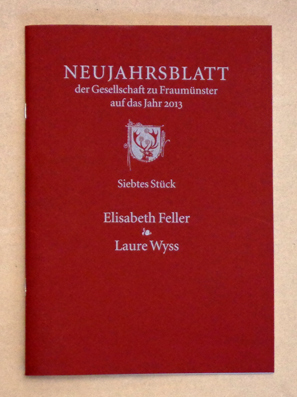 NEUJAHRSBLATT
der Gesellschaft zu Fraumünster
auf das Jahr 2013
Siebtes Stück
Elisabeth Feller
Laure Wyss